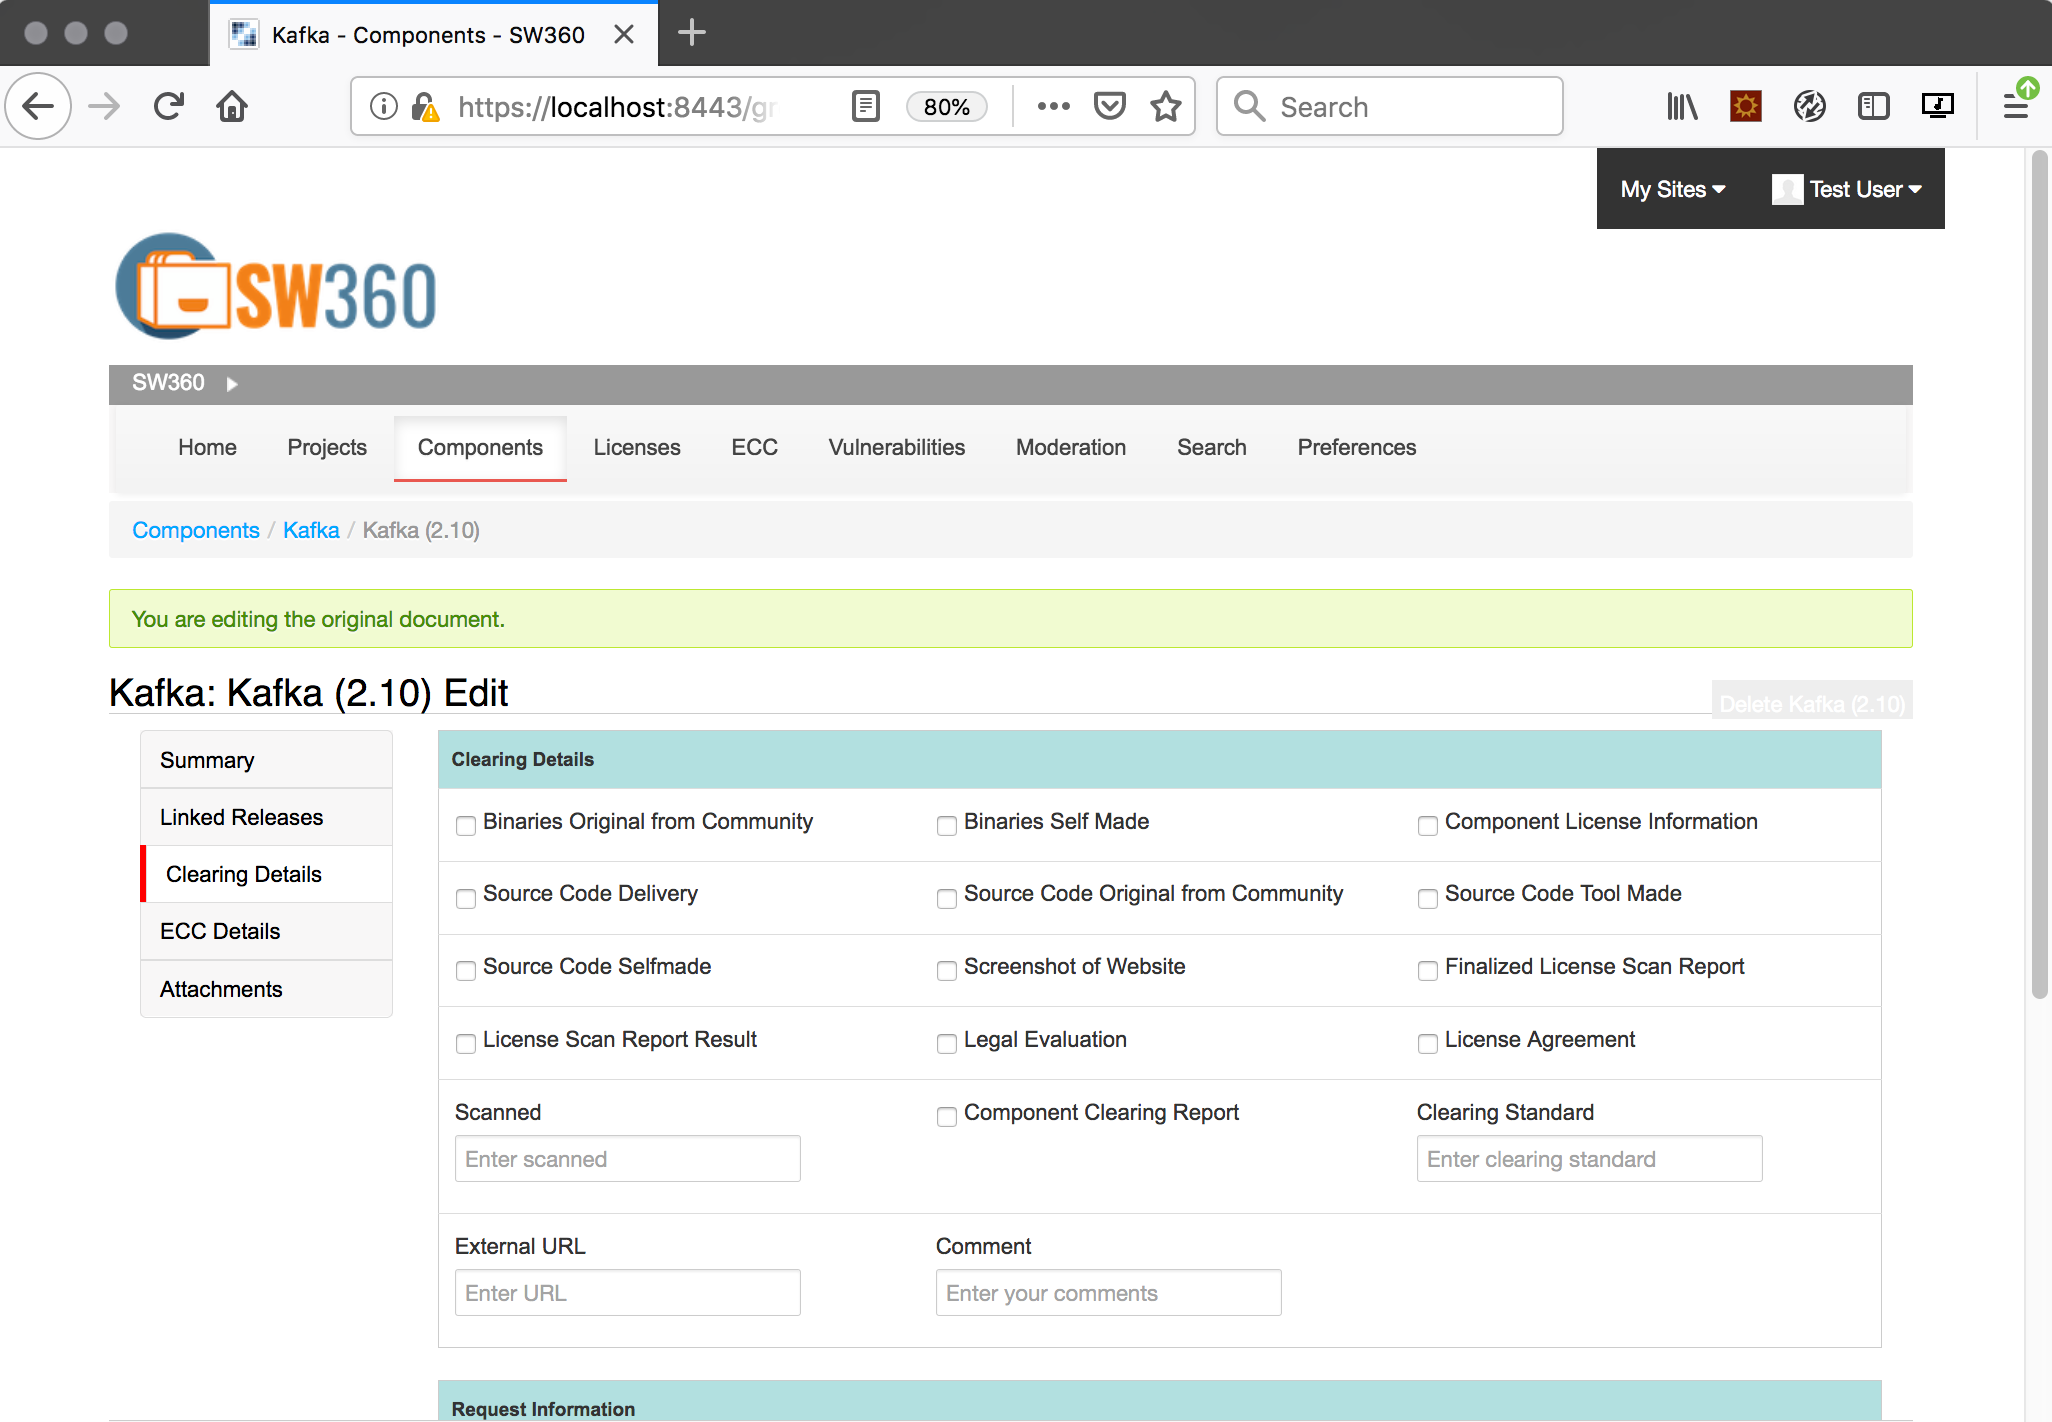 Kafka - Components - SW360
https://localhost:8443/gr
80%
Search
My Sites
Test User
SW360
SW360
Home Projects Components Licenses ECC Vulnerabilities Moderation Search Preferences
Components / Kafka / Kafka (2.10)
You are editing the original document.
Kafka: Kafka (2.10) Edit
Delete Kafka (2.10)
Summary
Linked Releases
Clearing Details
ECC Details
Attachments
Clearing Details
Binaries Original from Community Binaries Self Made Component License Information
Source Code Delivery Source Code Original from Community Source Code Tool Made
Source Code Selfmade Screenshot of Website Finalized License Scan Report
License Scan Report Result Legal Evaluation License Agreement
Scanned Component Clearing Report Clearing Standard
Enter scanned Enter clearing standard
External URL Comment
Enter URL Enter your comments
Request Information